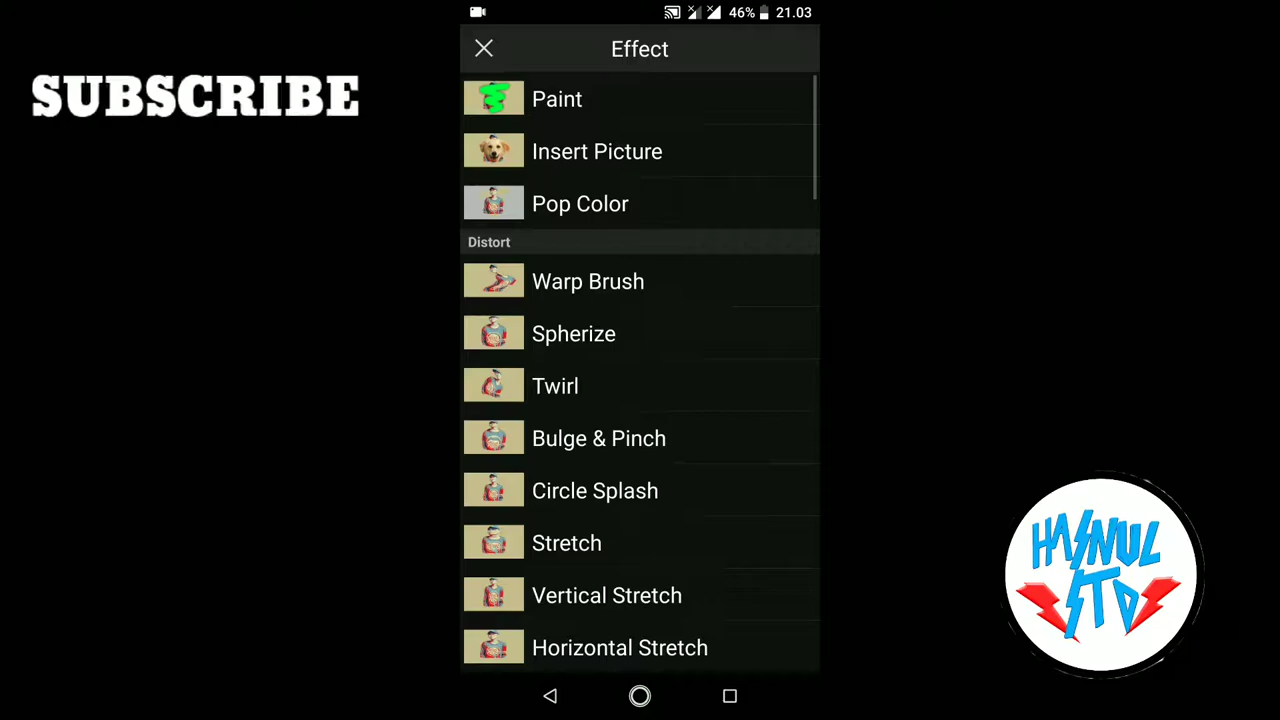 46% 21.03
Effect
SUBSCRIBE
Paint
Insert Picture
Pop Color
Distort
Warp Brush
Spherize
Twirl
Bulge & Pinch
Circle Splash
Stretch
Vertical Stretch
Horizontal Stretch
HASNUL
STD